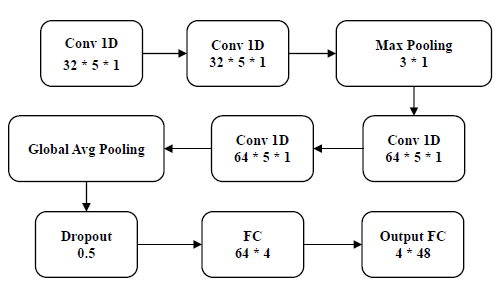 Conv 1D
32 * 5 * 1
Conv 1D
32 * 5 * 1
Max Pooling
3 * 1
Conv 1D
64 * 5 * 1
Conv 1D
64 * 5 * 1
Global Avg Pooling
Dropout
0.5
FC
64 * 4
Output FC
4 * 48